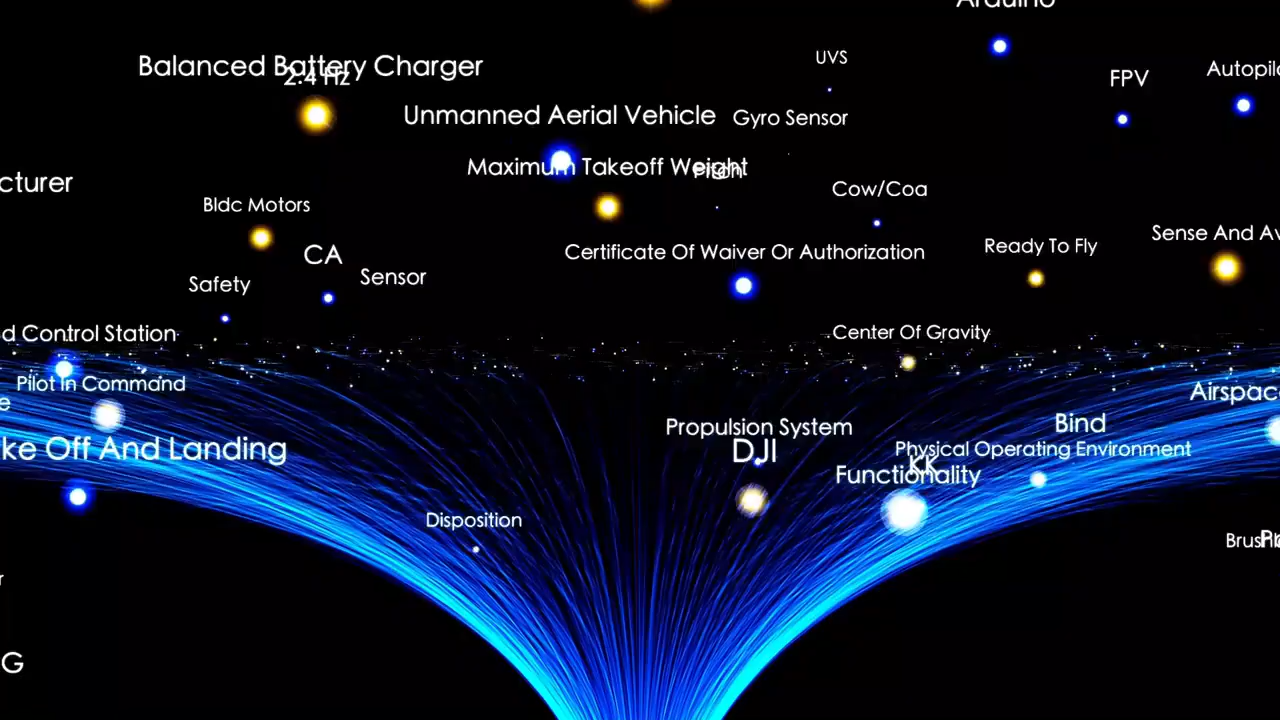 Arduino
Balanced Battery Charger
2.4 Hz
UVS
FPV
Autopilo
Unmanned Aerial Vehicle
Gyro Sensor
Maximum Takeoff Weight
Pitch
cturer
Cow/Coa
Bldc Motors
CA
Certificate Of Waiver Or Authorization
Ready To Fly
Sense And Av
Sensor
Safety
d Control Station
Center Of Gravity
Pilot In Command
Airspac
e
Propulsion System
Bind
ke Off And Landing
DJI
Physical Operating Environment
KK
Functionality
Disposition
Brushl
r
G